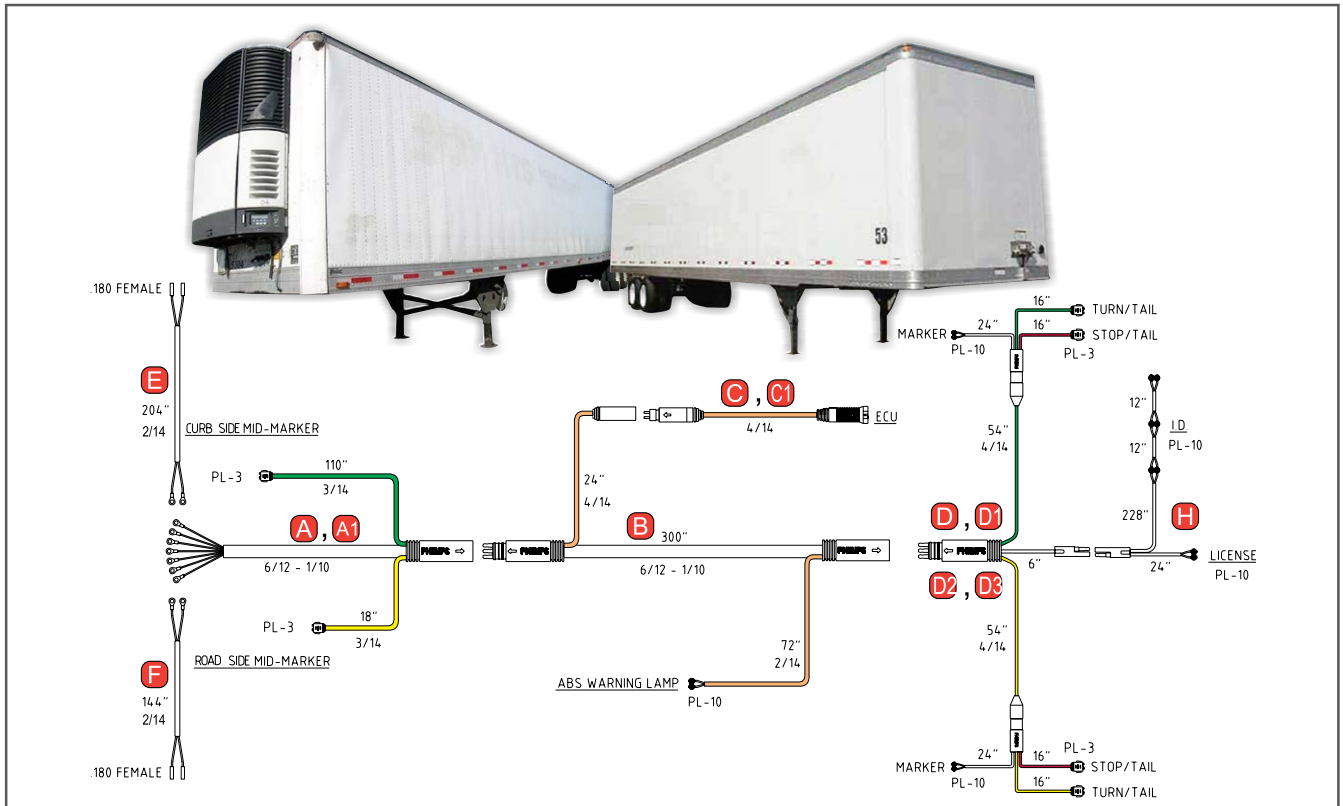 53
.180 FEMALE
E
204"
2/14
CURB SIDE MID-MARKER
PL-3
110"
3/14
A , A1
6/12 - 1/10
PHILLIPS
18"
3/14
PL-3
ROAD SIDE MID-MARKER
F
144"
2/14
.180 FEMALE
C , C1
4/14
ECU
24"
4/14
PHILLIPS
B
300"
6/12 - 1/10
PHILLIPS
72"
2/14
ABS WARNING LAMP
PL-10
16"
TURN/TAIL
MARKER
24"
PL-10
16"
STOP/TAIL
PL-3
54"
4/14
D , D1
PHILLIPS
D2 , D3
6"
12"
I.D.
PL-10
12"
228"
H
LICENSE
24"
PL-10
54"
4/14
MARKER
24"
PL-10
PL-3
16"
STOP/TAIL
16"
TURN/TAIL